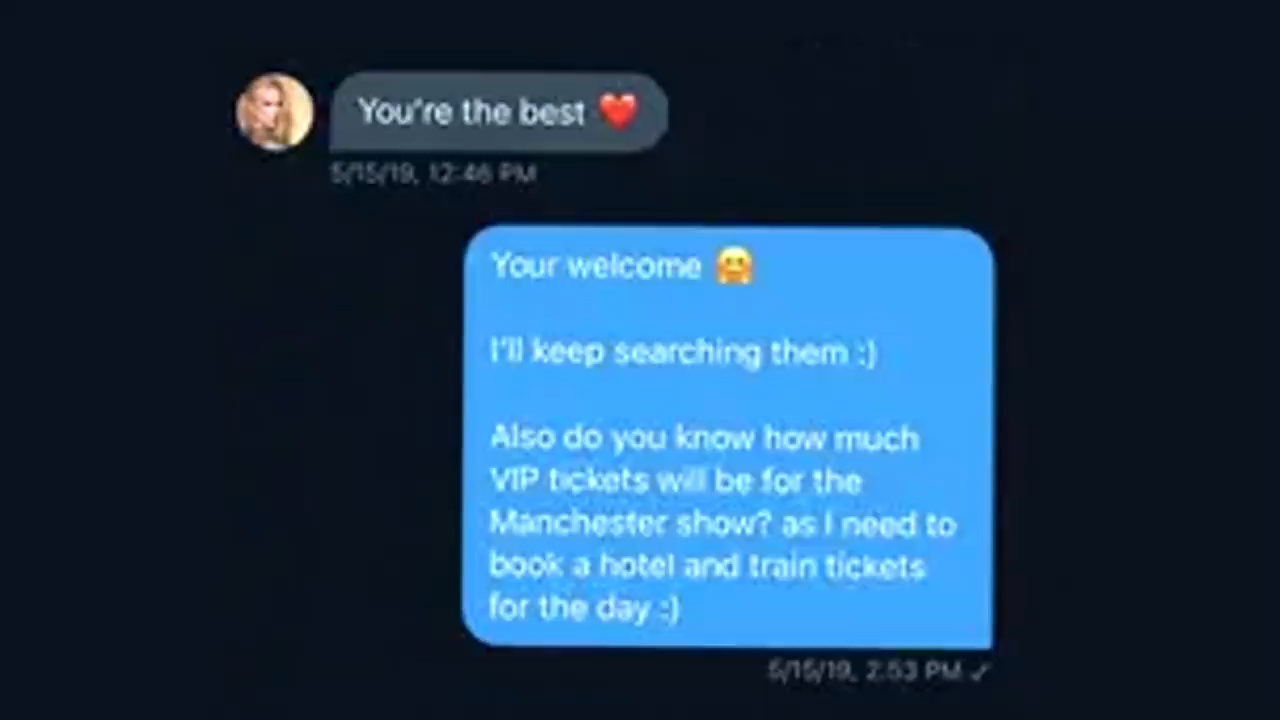 You're the best ❤️
5/15/19, 12:46 PM
Your welcome 🤗
I'll keep searching them :)
Also do you know how much
VIP tickets will be for the
Manchester show? as I need to
book a hotel and train tickets
for the day :)
5/15/19, 2:53 PM ✓